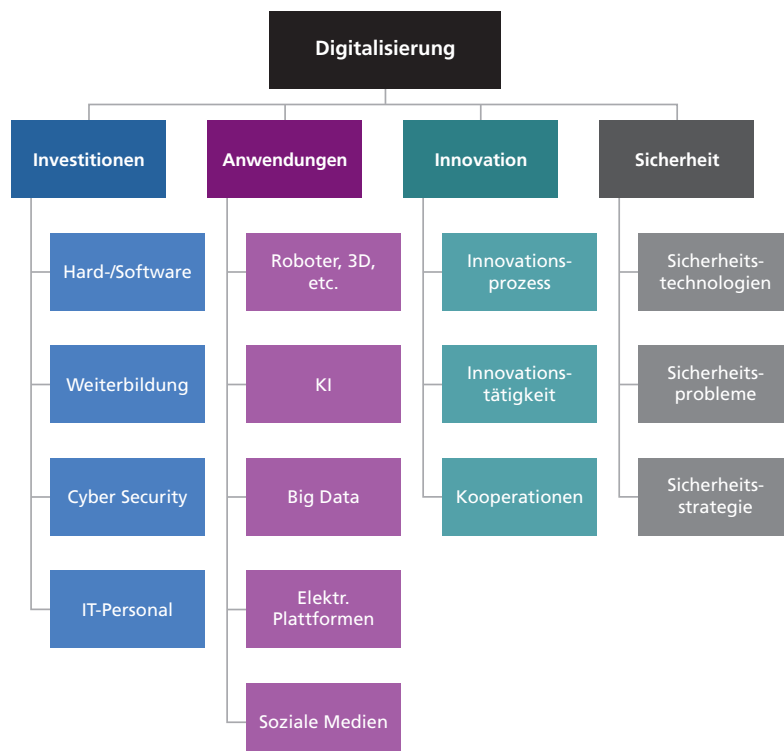 Digitalisierung
Investitionen
Hard-/Software
Weiterbildung
Cyber Security
IT-Personal
Anwendungen
Roboter, 3D,
etc.
KI
Big Data
Elektr.
Plattformen
Soziale Medien
Innovation
Innovations-
prozess
Innovations-
tätigkeit
Kooperationen
Sicherheit
Sicherheits-
technologien
Sicherheits-
probleme
Sicherheits-
strategie